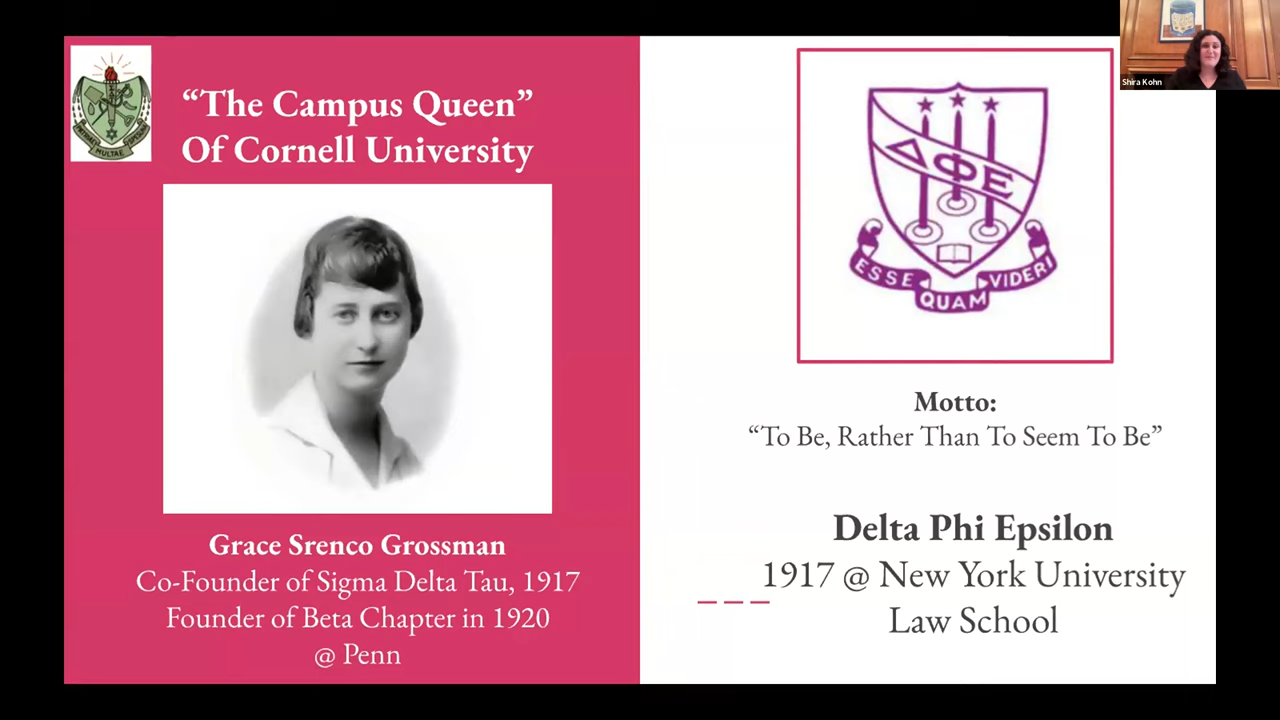 “The Campus Queen”
Of Cornell University
MULTAE
Grace Srenco Grossman
Co-Founder of Sigma Delta Tau, 1917
Founder of Beta Chapter in 1920
@ Penn
ΔΦΕ
ESSE QUAM VIDERI
Motto:
“To Be, Rather Than To Seem To Be”
Delta Phi Epsilon
1917 @ New York University
Law School
Shira Kohn